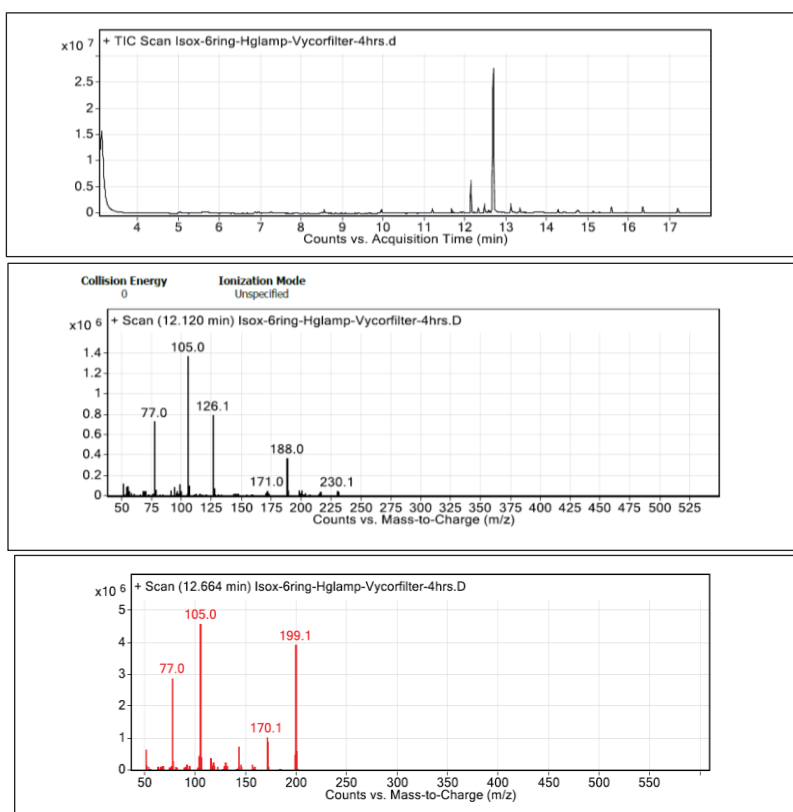 x10 7
+ TIC Scan Isox-6ring-Hglamp-Vycorfilter-4hrs.d
2.5
2
1.5
1
0.5
0
4 5 6 7 8 9 10 11 12 13 14 15 16 17
Counts vs. Acquisition Time (min)
Collision Energy Ionization Mode
0 Unspecified
x10 6
+ Scan (12.120 min) Isox-6ring-Hglamp-Vycorfilter-4hrs.D
1.4
1.2
1
0.8
0.6
0.4
0.2
0
105.0
77.0
126.1
188.0
171.0
230.1
50 75 100 125 150 175 200 225 250 275 300 325 350 375 400 425 450 475 500 525
Counts vs. Mass-to-Charge (m/z)
x10 6
+ Scan (12.664 min) Isox-6ring-Hglamp-Vycorfilter-4hrs.D
5
4
3
2
1
0
105.0
199.1
77.0
170.1
50 100 150 200 250 300 350 400 450 500 550
Counts vs. Mass-to-Charge (m/z)